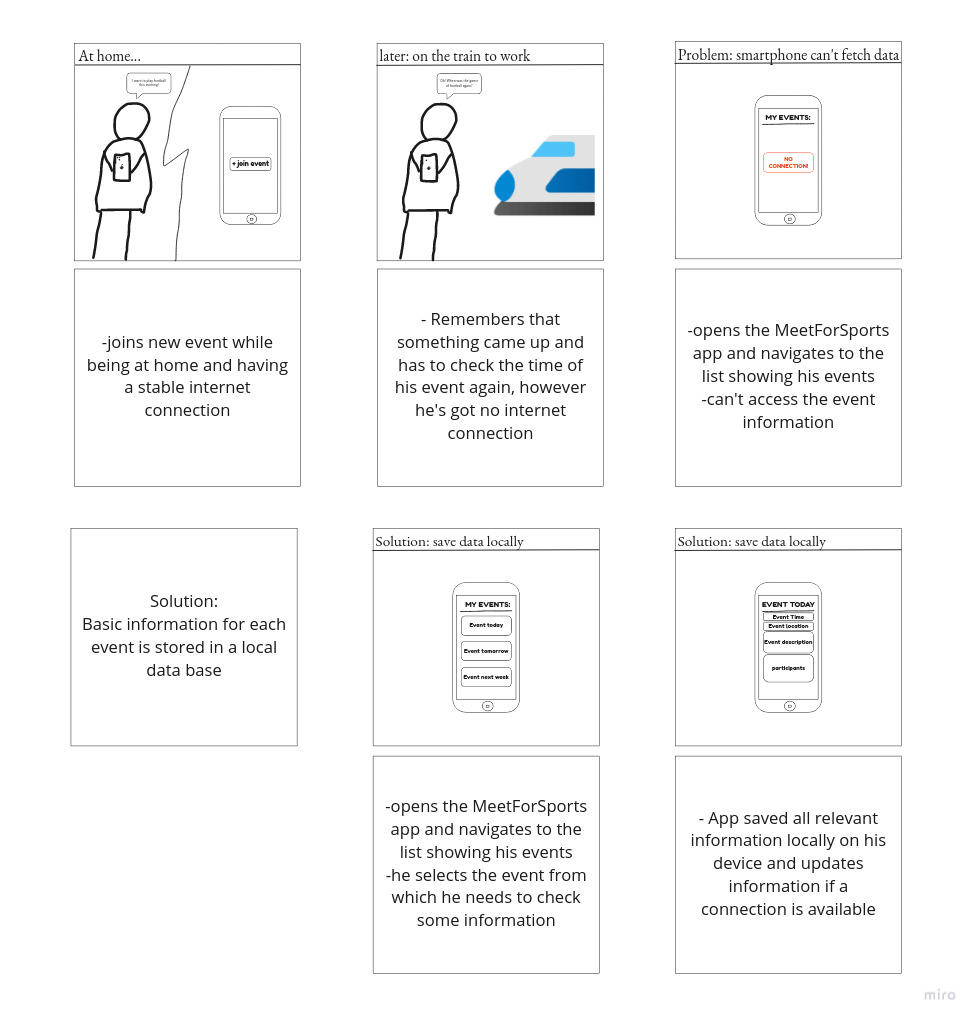 At home...
I want to play football
this evening!
+ join event
later: on the train to work
Oh! When was the game
of football again?
Problem: smartphone can't fetch data
MY EVENTS:
NO
CONNECTION!
-joins new event while
being at home and having
a stable internet
connection
- Remembers that
something came up and
has to check the time of
his event again, however
he's got no internet
connection
-opens the MeetForSports
app and navigates to the
list showing his events
-can't access the event
information
Solution:
Basic information for each
event is stored in a local
data base
Solution: save data locally
MY EVENTS:
Event today
Event tomorrow
Event next week
Solution: save data locally
EVENT TODAY
Event Time
Event location
Event description
participants
-opens the MeetForSports
app and navigates to the
list showing his events
-he selects the event from
which he needs to check
some information
- App saved all relevant
information locally on his
device and updates
information if a
connection is available
miro